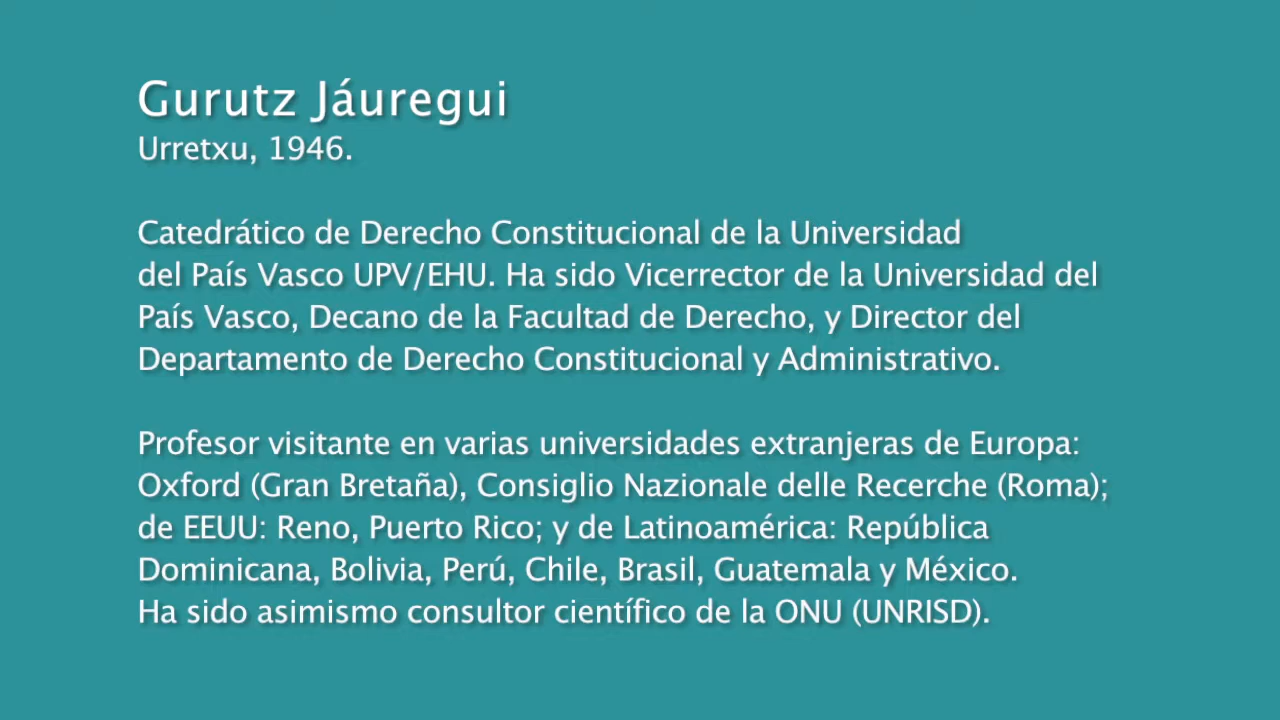 Gurutz Jáuregui
Urretxu, 1946.
Catedrático de Derecho Constitucional de la Universidad
del País Vasco UPV/EHU. Ha sido Vicerrector de la Universidad del
País Vasco, Decano de la Facultad de Derecho, y Director del
Departamento de Derecho Constitucional y Administrativo.
Profesor visitante en varias universidades extranjeras de Europa:
Oxford (Gran Bretaña), Consiglio Nazionale delle Recerche (Roma);
de EEUU: Reno, Puerto Rico; y de Latinoamérica: República
Dominicana, Bolivia, Perú, Chile, Brasil, Guatemala y México.
Ha sido asimismo consultor científico de la ONU (UNRISD).